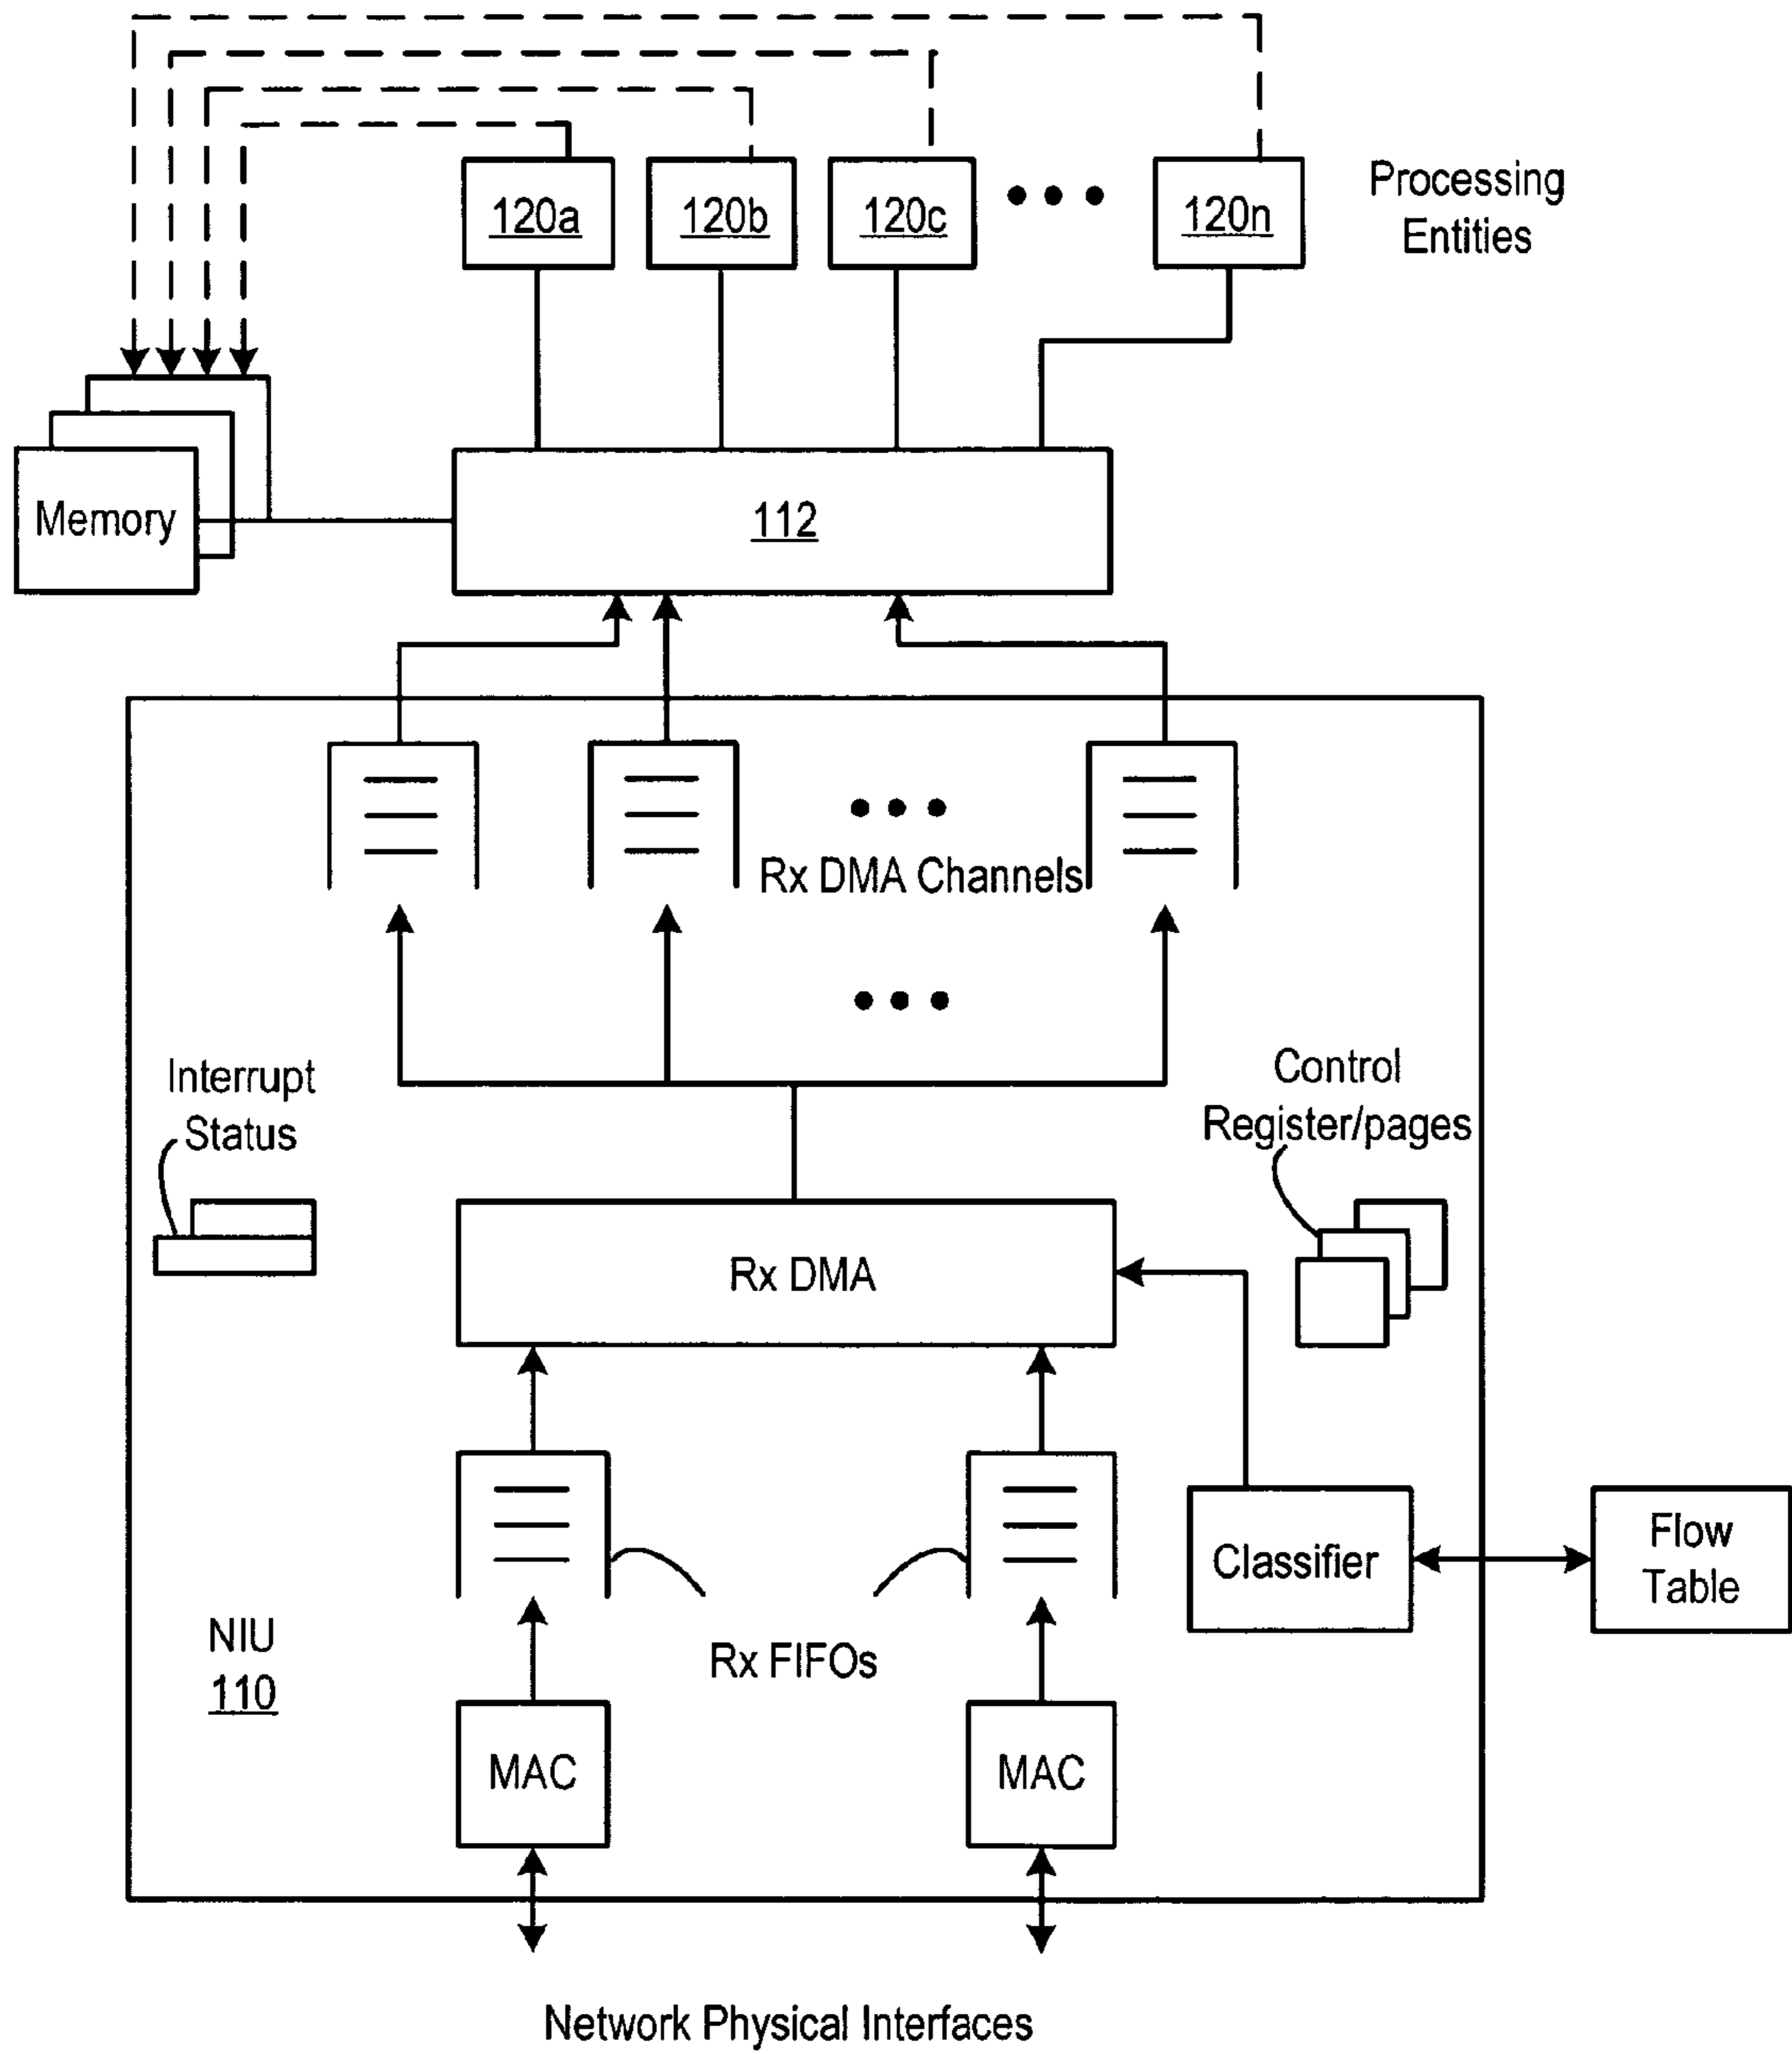 120a
120b
120c
120n
Processing
Entities
Memory
112
Rx DMA Channels
Interrupt
Status
Control
Register/pages
Rx DMA
Classifier
Flow
Table
NIU
110
Rx FIFOs
MAC
MAC
Network Physical Interfaces